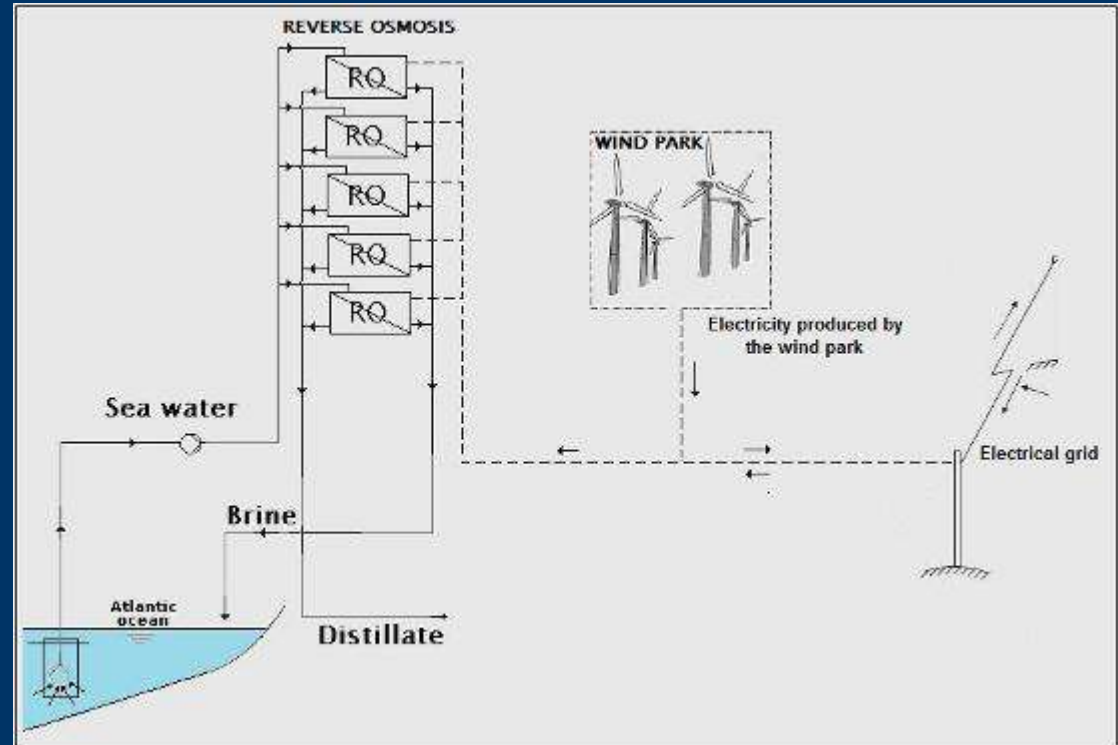 REVERSE OSMOSIS
RO
RO
RO
RO
RO
WIND PARK
Electricity produced by
the wind park
Sea water
Electrical grid
Brine
Atlantic
ocean
Distillate